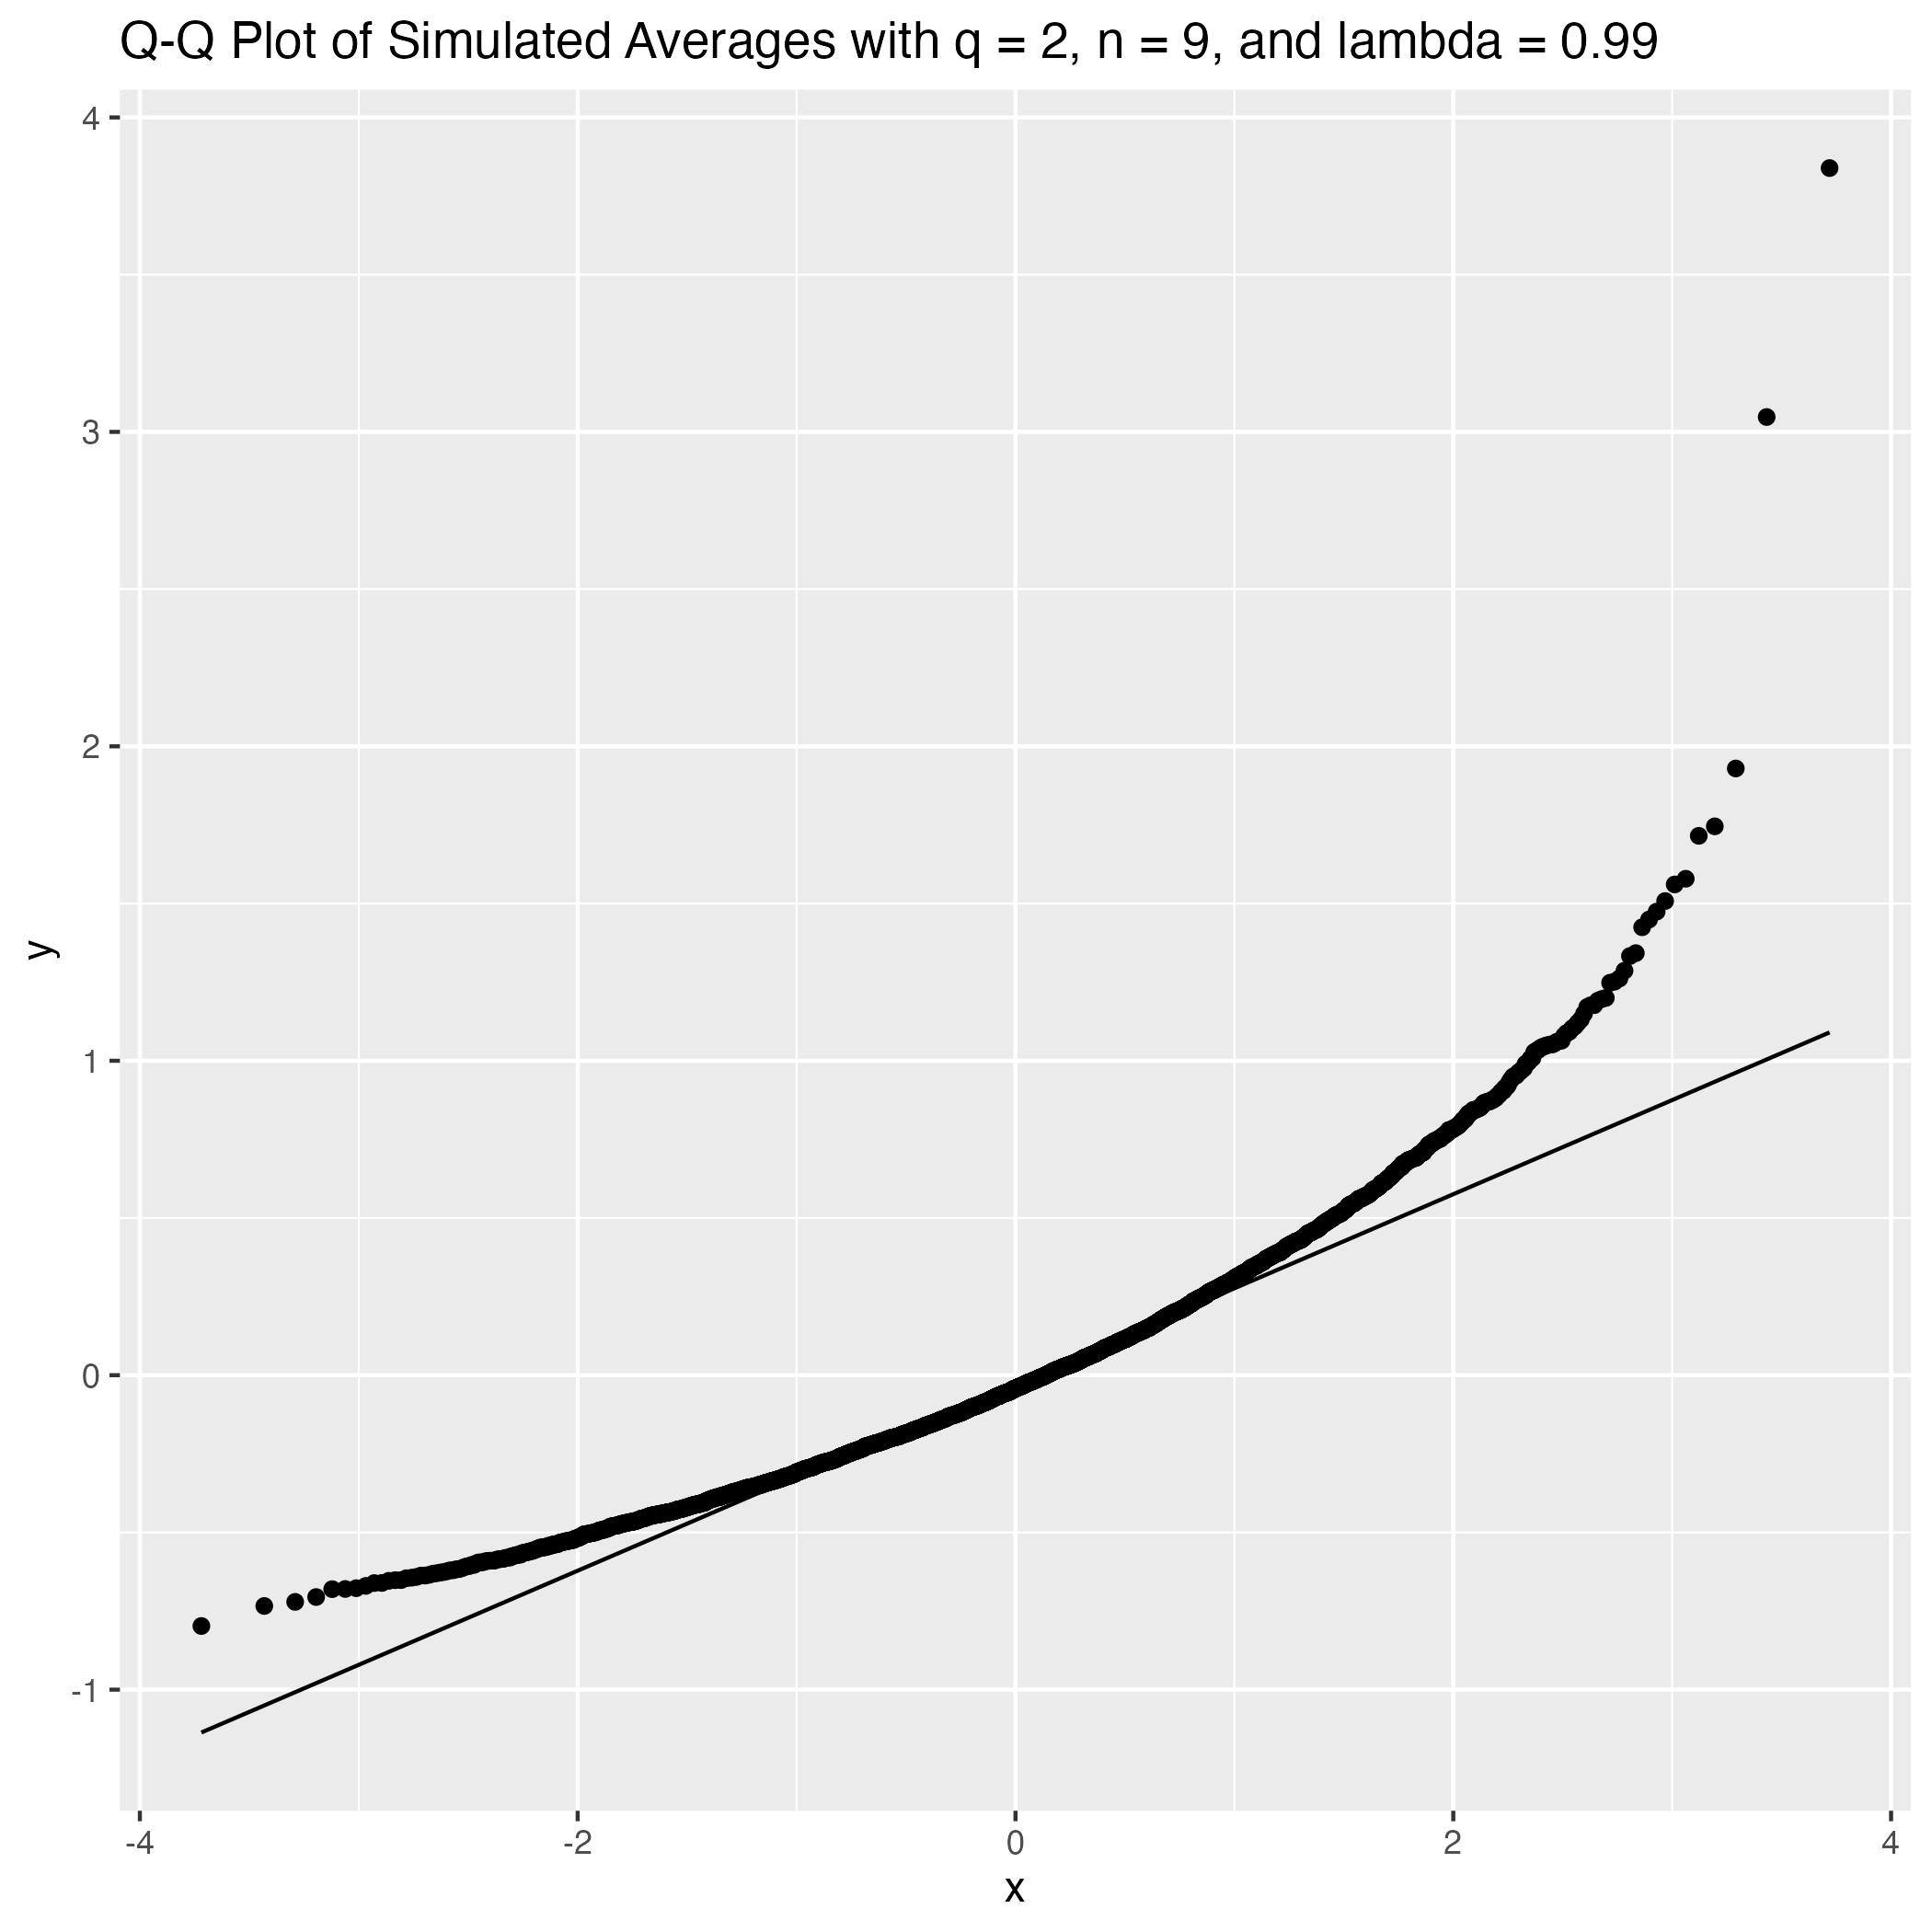 Q-Q Plot of Simulated Averages with q = 2, n = 9, and lambda = 0.99
4
3
2
1
0
-1
y
-4 -2 0 2 4
x